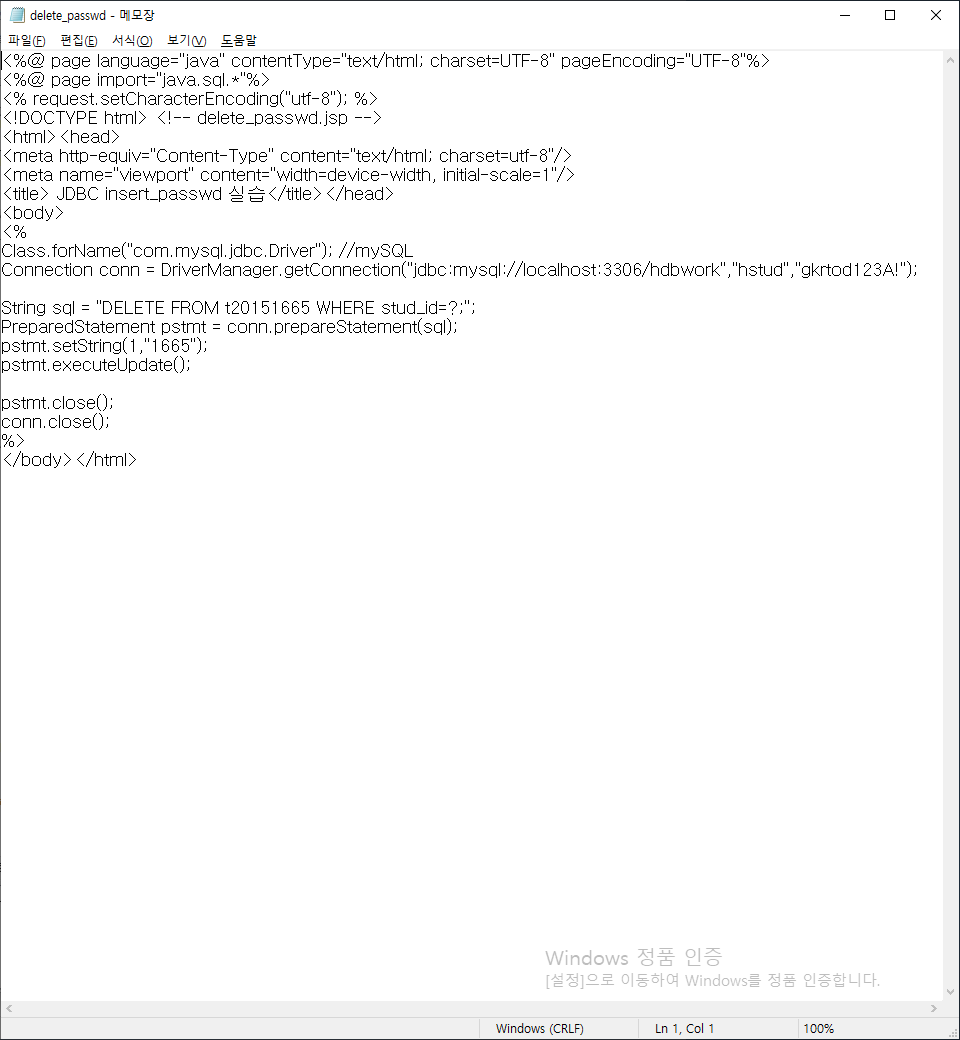 delete_passwd - 메모장
파일(F) 편집(E) 서식(O) 보기(V) 도움말
<%@ page language="java" contentType="text/html; charset=UTF-8" pageEncoding="UTF-8"%>
<%@ page import="java.sql.*"%>
<% request.setCharacterEncoding("utf-8"); %>
<!DOCTYPE html> <!-- delete_passwd.jsp -->
<html><head>
<meta http-equiv="Content-Type" content="text/html; charset=utf-8"/>
<meta name="viewport" content="width=device-width, initial-scale=1"/>
<title> JDBC insert_passwd 실습</title></head>
<body>
<%
Class.forName("com.mysql.jdbc.Driver"); //mySQL
Connection conn = DriverManager.getConnection("jdbc:mysql://localhost:3306/hdbwork","hstud","gkrtod123A!");
String sql = "DELETE FROM t20151665 WHERE stud_id=?;";
PreparedStatement pstmt = conn.prepareStatement(sql);
pstmt.setString(1,"1665");
pstmt.executeUpdate();
pstmt.close();
conn.close();
%>
</body></html>
Windows 정품 인증
[설정]으로 이동하여 Windows를 정품 인증합니다.
Windows (CRLF) Ln 1, Col 1 100%